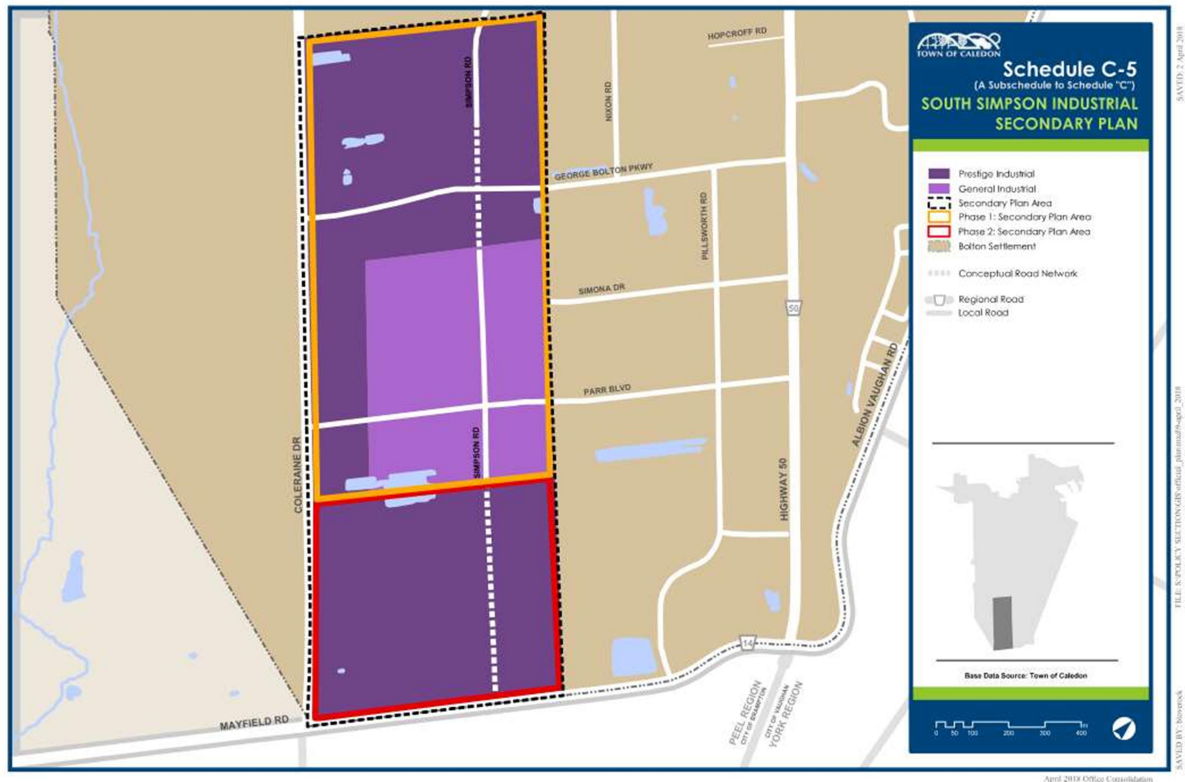 TOWN OF CALEDON
Schedule C-5
(A Subschedule to Schedule "C")
SOUTH SIMPSON INDUSTRIAL
SECONDARY PLAN
Prestige Industrial
General Industrial
Secondary Plan Area
Phase 1: Secondary Plan Area
Phase 2: Secondary Plan Area
Bolton Settlement
Conceptual Road Network
Regional Road
Local Road
Base Data Source: Town of Caledon
0 50 100 200 300 400 m
HOPCROFF RD
SIMPSON RD
NIXON RD
GEORGE BOLTON PKWY
PILLSWORTH RD
SIMONA DR
50
PARR BLVD
ALBION VAUGHAN RD
COLERAINE DR
SIMPSON RD
HIGHWAY 50
14
MAYFIELD RD
PEEL REGION
CITY OF BRAMPTON
CITY OF VAUGHAN
YORK REGION
SAVED: 2 April 2018
April 2018 Office Consolidation